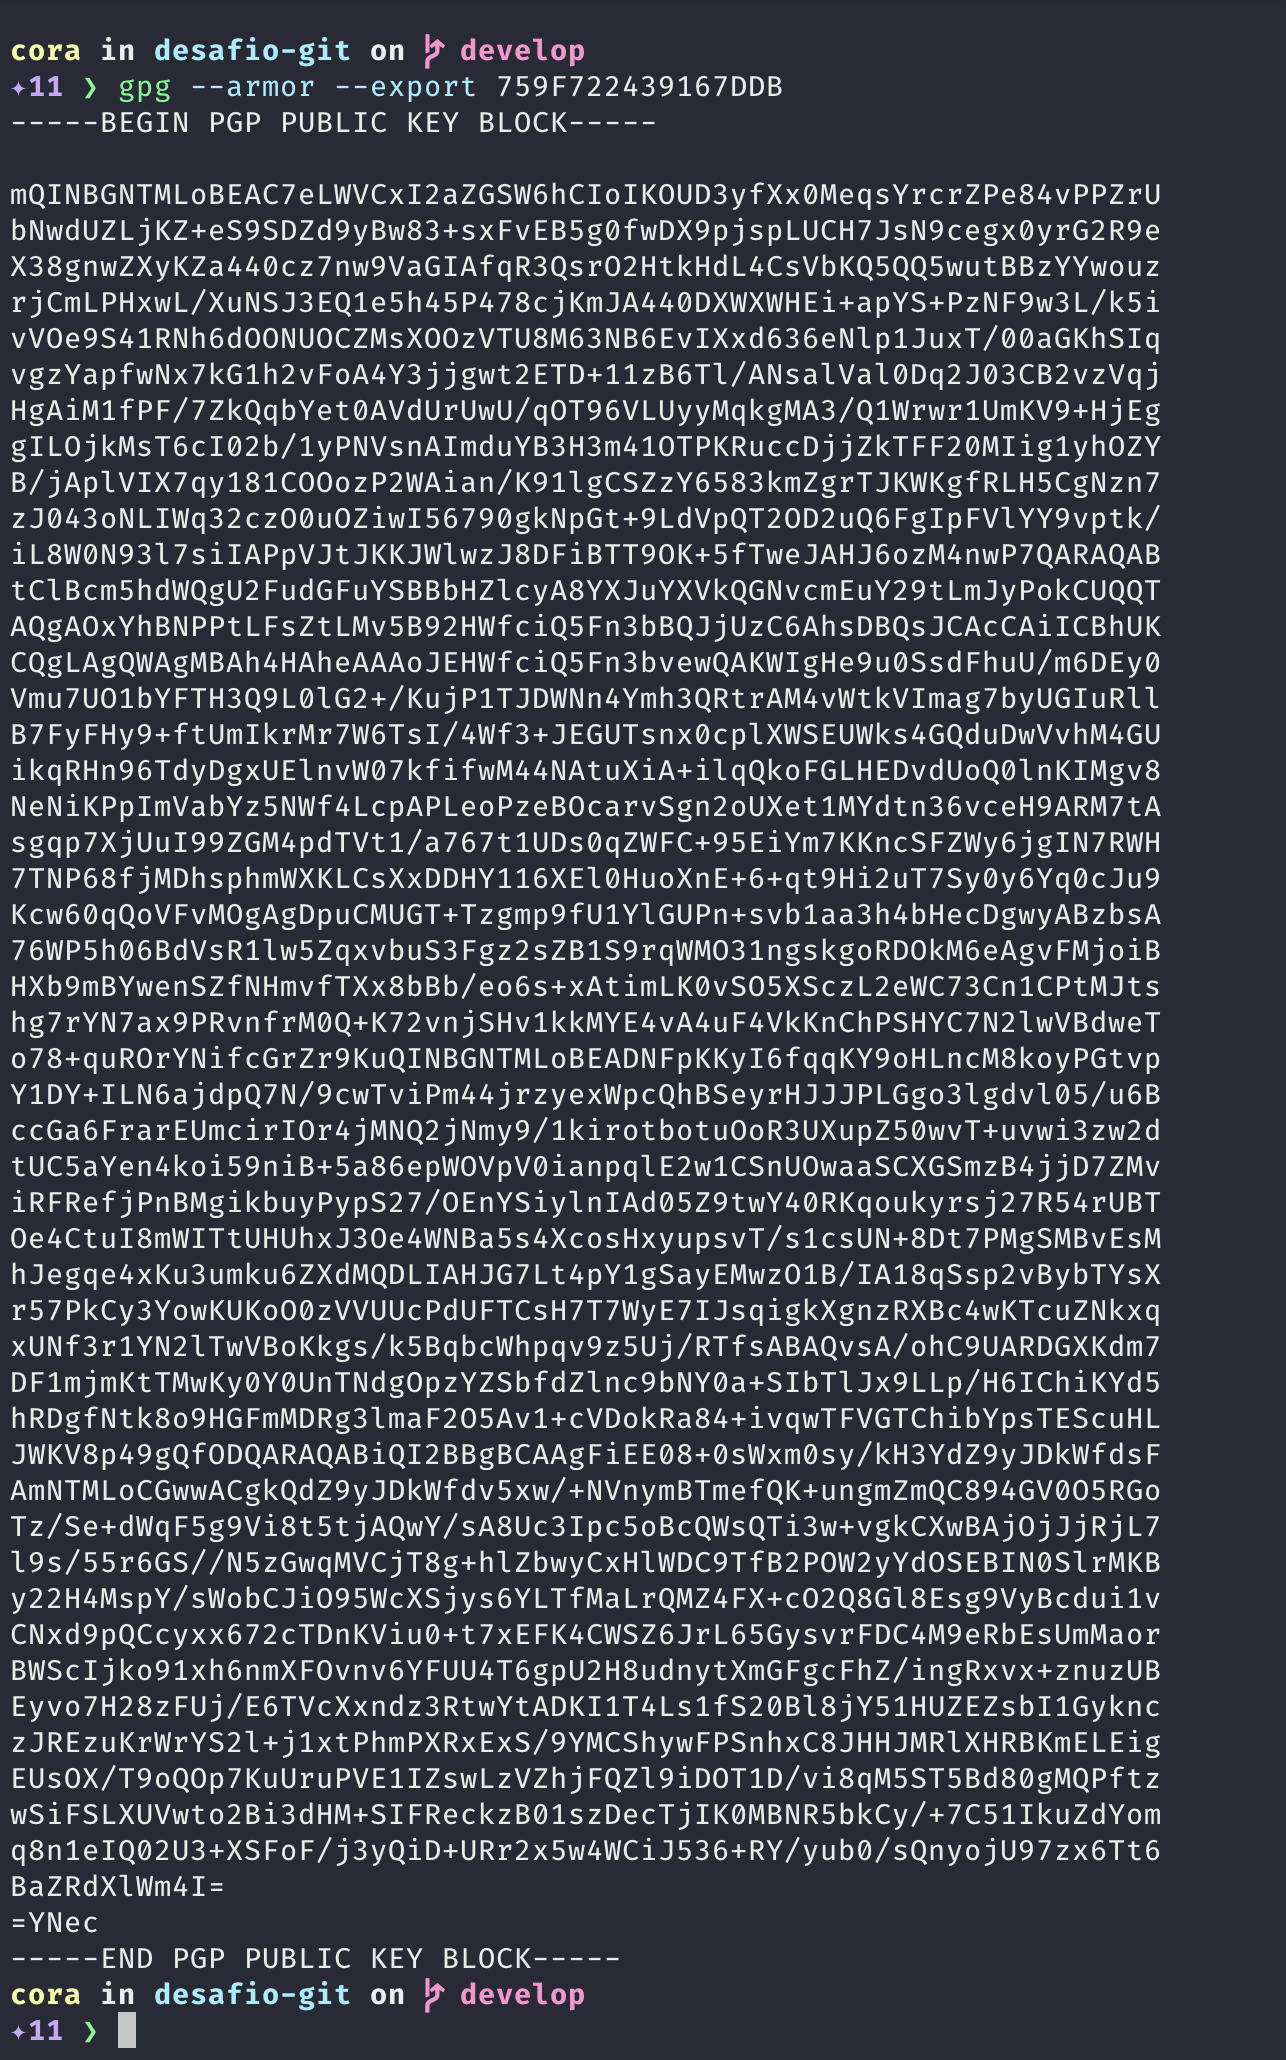 cora in desafio-git on develop
✦11 ❯ gpg --armor --export 759F722439167DDB
-----BEGIN PGP PUBLIC KEY BLOCK-----
mQINBGNTMLoBEAC7eLWVCxI2aZGSW6hCIoIKOUD3yfXx0MeqsYrcrZPe84vPPZrU
bNwdUZLjKZ+eS9SDZd9yBw83+sxFvEB5g0fwDX9pjspLUCH7JsN9cegx0yrG2R9e
X38gnwZXyKZa440cz7nw9VaGIAfqR3QsrO2HtkHdL4CsVbKQ5QQ5wutBBzYYwouz
rjCmLPHxwL/XuNSJ3EQ1e5h45P478cjKmJA440DXWXWHEi+apYS+PzNF9w3L/k5i
vVOe9S41RNh6dOONUOCZMsXOOzVTU8M63NB6EvIXxd636eNlp1JuxT/00aGKhSIq
vgzYapfwNx7kG1h2vFoA4Y3jjgwt2ETD+11zB6Tl/ANsalVal0Dq2J03CB2vzVqj
HgAiM1fPF/7ZkQqbYet0AVdUrUwU/qOT96VLUyyMqkgMA3/Q1Wrwr1UmKV9+HjEg
gILOjkMsT6cI02b/1yPNVsnAImduYB3H3m41OTPKRuccDjjZkTFF20MIig1yhOZY
B/jAplVIX7qy181COOozP2WAian/K91lgCSZzY6583kmZgrTJKWKgfRLH5CgNzn7
zJ043oNLIWq32czO0uOZiwI56790gkNpGt+9LdVpQT2OD2uQ6FgIpFVlYY9vptk/
iL8W0N93l7siIAPpVJtJKKJWlwzJ8DFiBTT9OK+5fTweJAHJ6ozM4nwP7QARAQAB
tClBcm5hdWQgU2FudGFuYSBBbHZlcyA8YXJuYXVkQGNvcmEuY29tLmJyPokCUQQT
AQgAOxYhBNPPtLFsZtLMv5B92HWfciQ5Fn3bBQJjUzC6AhsDBQsJCAcCAiICBhUK
CQgLAgQWAgMBAh4HAheAAAoJEHWfciQ5Fn3bvewQAKWIgHe9u0SsdFhuU/m6DEy0
Vmu7UO1bYFTH3Q9L0lG2+/KujP1TJDWNn4Ymh3QRtrAM4vWtkVImag7byUGIuRll
B7FyFHy9+ftUmIkrMr7W6TsI/4Wf3+JEGUTsnx0cplXWSEUWks4GQduDwVvhM4GU
ikqRHn96TdyDgxUElnvW07kfifwM44NAtuXiA+ilqQkoFGLHEDvdUoQ0lnKIMgv8
NeNiKPpImVabYz5NWf4LcpAPLeoPzeBOcarvSgn2oUXet1MYdtn36vceH9ARM7tA
sgqp7XjUuI99ZGM4pdTVt1/a767t1UDs0qZWFC+95EiYm7KKncSFZWy6jgIN7RWH
7TNP68fjMDhsphmWXKLCsXxDDHY116XEl0HuoXnE+6+qt9Hi2uT7Sy0y6Yq0cJu9
Kcw60qQoVFvMOgAgDpuCMUGT+Tzgmp9fU1YlGUPn+svb1aa3h4bHecDgwyABzbsA
76WP5h06BdVsR1lw5ZqxvbuS3Fgz2sZB1S9rqWMO31ngskgoRDOkM6eAgvFMjoiB
HXb9mBYwenSZfNHmvfTXx8bBb/eo6s+xAtimLK0vSO5XSczL2eWC73Cn1CPtMJts
hg7rYN7ax9PRvnfrM0Q+K72vnjSHv1kkMYE4vA4uF4VkKnChPSHYC7N2lwVBdweT
o78+quROrYNifcGrZr9KuQINBGNTMLoBEADNFpKKyI6fqqKY9oHLncM8koyPGtvp
Y1DY+ILN6ajdpQ7N/9cwTviPm44jrzyexWpcQhBSeyrHJJJPLGgo3lgdvl05/u6B
ccGa6FrarEUmcirIOr4jMNQ2jNmy9/1kirotbotuOoR3UXupZ50wvT+uvwi3zw2d
tUC5aYen4koi59niB+5a86epWOVpV0ianpqlE2w1CSnUOwaaSCXGSmzB4jjD7ZMv
iRFRefjPnBMgikbuyPypS27/OEnYSiylnIAd05Z9twY40RKqoukyrsj27R54rUBT
Oe4CtuI8mWITtUHUhxJ3Oe4WNBa5s4XcosHxyupsvT/s1csUN+8Dt7PMgSMBvEsM
hJegqe4xKu3umku6ZXdMQDLIAHJG7Lt4pY1gSayEMwzO1B/IA18qSsp2vBybTYsX
r57PkCy3YowKUKoO0zVVUUcPdUFTCsH7T7WyE7IJsqigkXgnzRXBc4wKTcuZNkxq
xUNf3r1YN2lTwVBoKkgs/k5BqbcWhpqv9z5Uj/RTfsABAQvsA/ohC9UARDGXKdm7
DF1mjmKtTMwKy0Y0UnTNdgOpzYZSbfdZlnc9bNY0a+SIbTlJx9LLp/H6IChiKYd5
hRDgfNtk8o9HGFmMDRg3lmaF2O5Av1+cVDokRa84+ivqwTFVGTChibYpsTEScuHL
JWKV8p49gQfODQARAQABiQI2BBgBCAAgFiEE08+0sWxm0sy/kH3YdZ9yJDkWfdsF
AmNTMLoCGwwACgkQdZ9yJDkWfdv5xw/+NVnymBTmefQK+ungmZmQC894GV0O5RGo
Tz/Se+dWqF5g9Vi8t5tjAQwY/sA8Uc3Ipc5oBcQWsQTi3w+vgkCXwBAjOjJjRjL7
l9s/55r6GS//N5zGwqMVCjT8g+hlZbwyCxHlWDC9TfB2POW2yYdOSEBIN0SlrMKB
y22H4MspY/sWobCJiO95WcXSjys6YLTfMaLrQMZ4FX+cO2Q8Gl8Esg9VyBcdui1v
CNxd9pQCcyxx672cTDnKViu0+t7xEFK4CWSZ6JrL65GysvrFDC4M9eRbEsUmMaor
BWScIjko91xh6nmXFOvnv6YFUU4T6gpU2H8udnytXmGFgcFhZ/ingRxvx+znuzUB
Eyvo7H28zFUj/E6TVcXxndz3RtwYtADKI1T4Ls1fS20Bl8jY51HUZEZsbI1Gyknc
zJREzuKrWrYS2l+j1xtPhmPXRxExS/9YMCShywFPSnhxC8JHHJMRlXHRBKmELEig
EUsOX/T9oQOp7KuUruPVE1IZswLzVZhjFQZl9iDOT1D/vi8qM5ST5Bd80gMQPftz
wSiFSLXUVwto2Bi3dHM+SIFReckzB01szDecTjIK0MBNR5bkCy/+7C51IkuZdYom
q8n1eIQ02U3+XSFoF/j3yQiD+URr2x5w4WCiJ536+RY/yub0/sQnyojU97zx6Tt6
BaZRdXlWm4I=
=YNec
-----END PGP PUBLIC KEY BLOCK-----
cora in desafio-git on develop
✦11 ❯